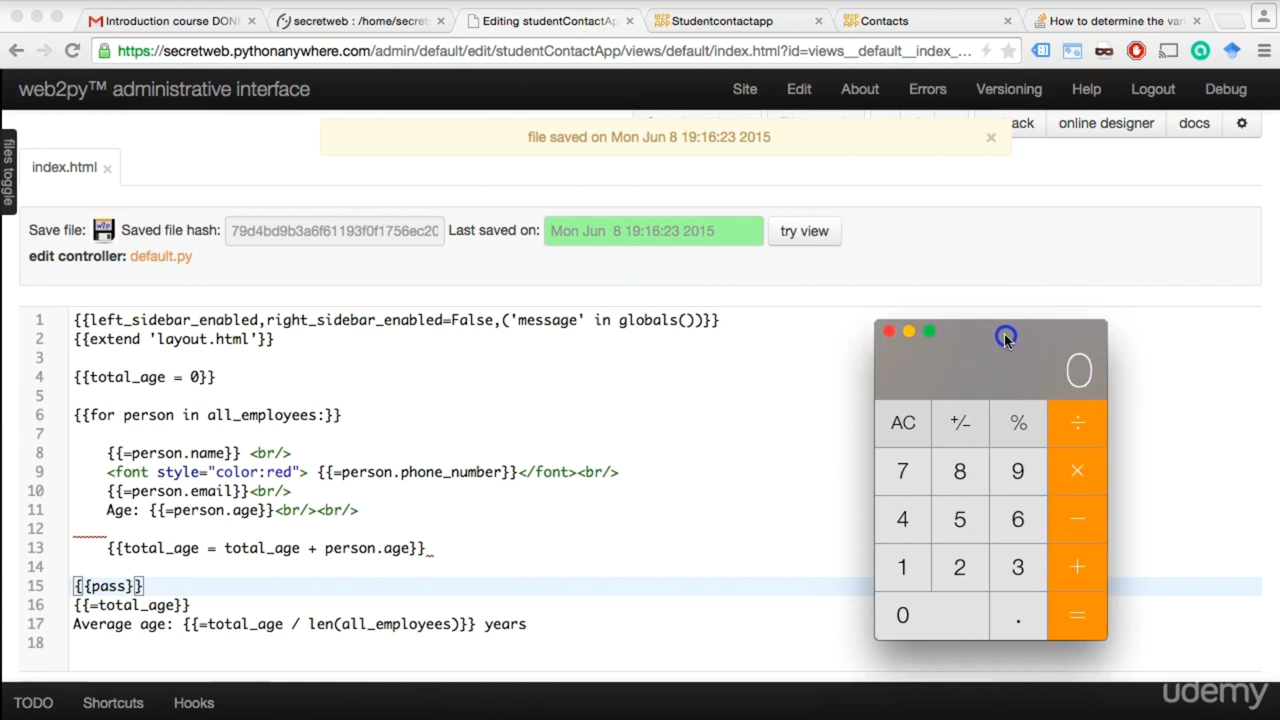 Introduction course DONE
secretweb : /home/secret
Editing studentContactAp
Studentcontactapp
Contacts
How to determine the vari
https://secretweb.pythonanywhere.com/admin/default/edit/studentContactApp/views/default/index.html?id=views__default__index_...
web2py™ administrative interface
Site Edit About Errors Versioning Help Logout Debug
file saved on Mon Jun 8 19:16:23 2015 ×
ack online designer docs
files toggle
index.html ×
Save file: Saved file hash: 79d4bd9b3a6f61193f0f1756ec20 Last saved on: Mon Jun 8 19:16:23 2015 try view
edit controller: default.py
1 {{left_sidebar_enabled,right_sidebar_enabled=False,('message' in globals())}}
2 {{extend 'layout.html'}}
3
4 {{total_age = 0}}
5
6 {{for person in all_employees:}}
7
8 {{=person.name}} <br/>
9 <font style="color:red"> {{=person.phone_number}}</font><br/>
10 {{=person.email}}<br/>
11 Age: {{=person.age}}<br/><br/>
12
13 {{total_age = total_age + person.age}}
14
15 {{pass}}
16 {{=total_age}}
17 Average age: {{=total_age / len(all_employees)}} years
18
0
AC +/- % ÷
7 8 9 ×
4 5 6 −
1 2 3 +
0 . =
TODO Shortcuts Hooks
udemy